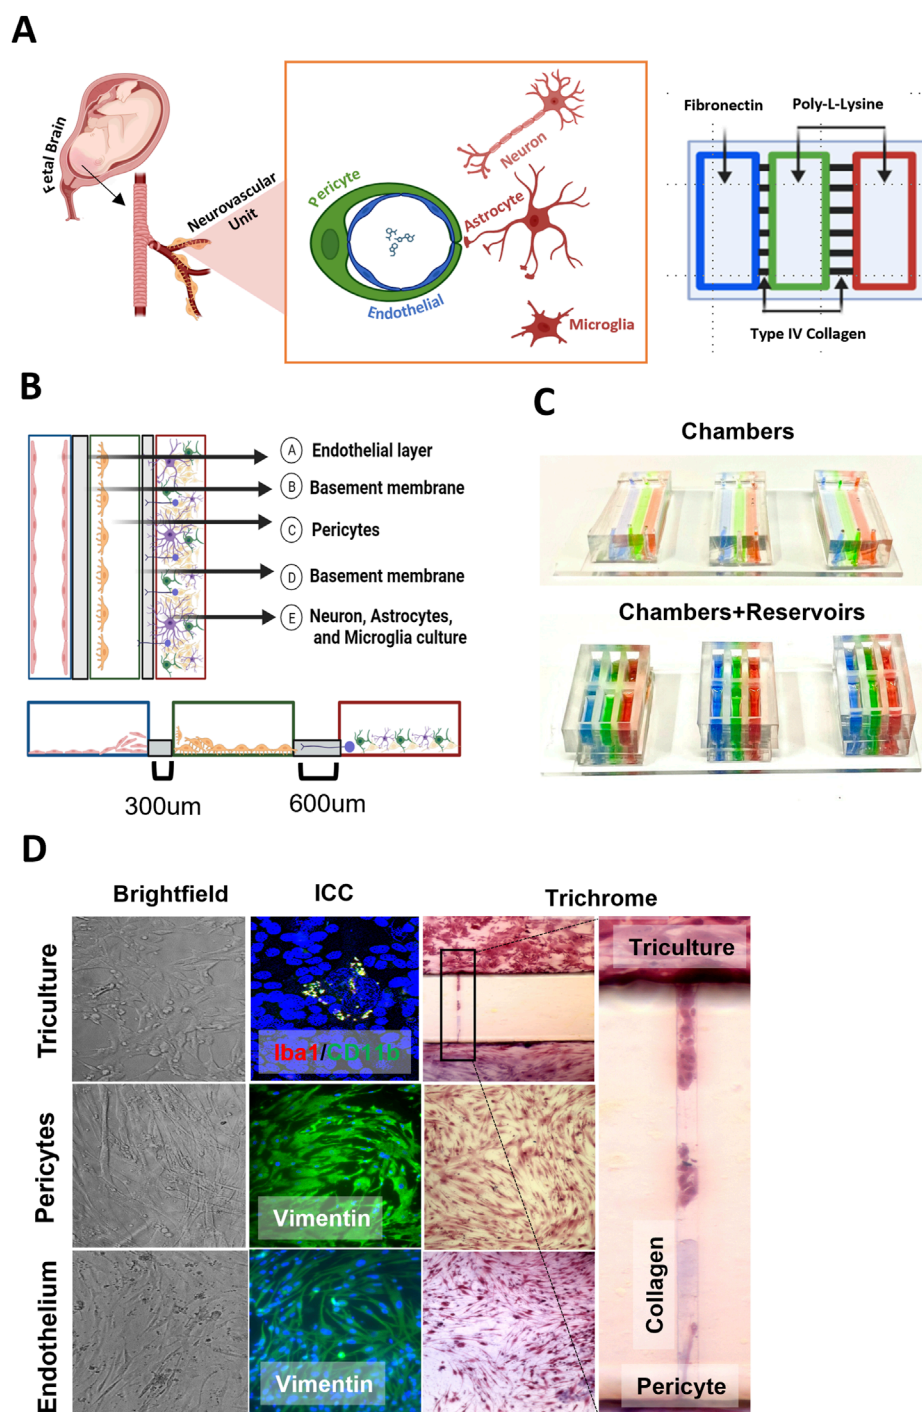 A
Fetal Brain
Neurovascular
Unit
Pericyte
Endothelial
Neuron
Astrocyte
Microglia
Fibronectin
Poly-L-Lysine
Type IV Collagen
B
A Endothelial layer
B Basement membrane
C Pericytes
D Basement membrane
E Neuron, Astrocytes,
and Microglia culture
300um
600um
C
Chambers
Chambers+Reservoirs
D
Brightfield
ICC
Trichrome
Triculture
Iba1/CD11b
Triculture
Pericytes
Vimentin
Collagen
Endothelium
Vimentin
Pericyte